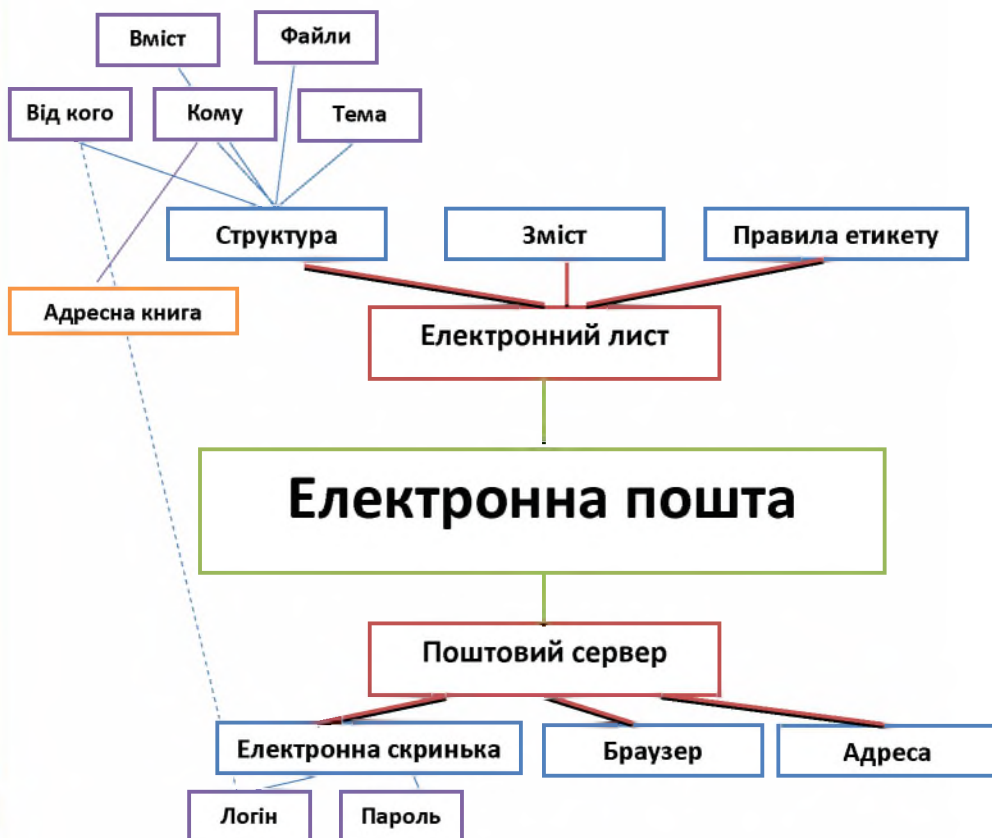 Вміст
Файли
Від кого
Кому
Тема
Структура
Зміст
Правила етикету
Адресна книга
Електронний лист
Електронна пошта
Поштовий сервер
Електронна скринька
Браузер
Адреса
Логін
Пароль